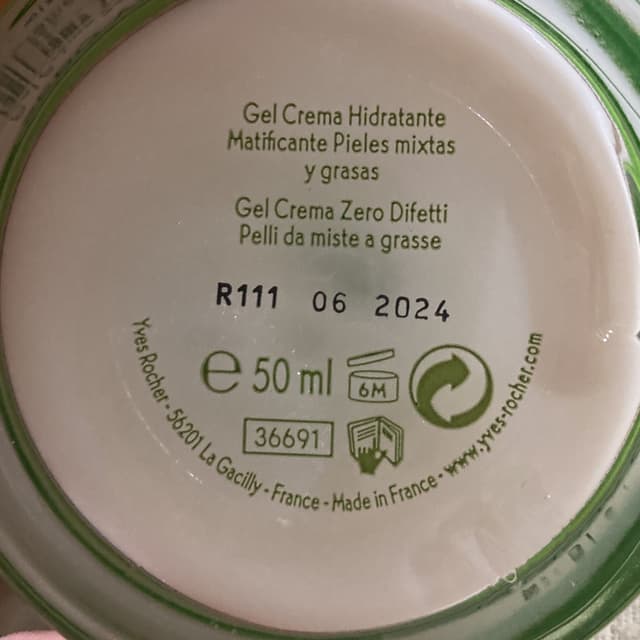 Gel Crema Hidratante
Matificante Pieles mixtas
y grasas
Gel Crema Zero Difetti
Pelli da miste a grasse
R111 06 2024
e 50 ml 6M
36691
Yves Rocher - 56201 La Gacilly - France - Made in France - www.yves-rocher.com